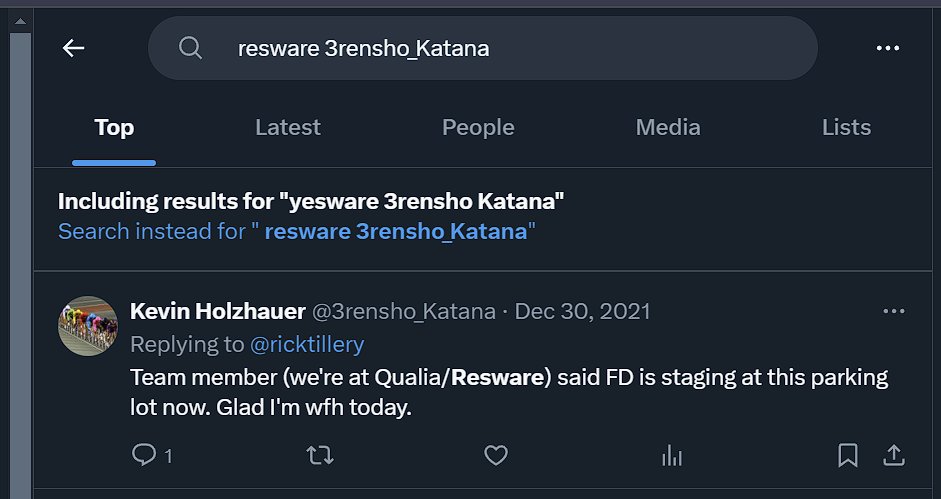 resware 3rensho_Katana
Top Latest People Media Lists
Including results for "yesware 3rensho Katana"
Search instead for " resware 3rensho_Katana"
Kevin Holzhauer @3rensho_Katana · Dec 30, 2021
Replying to @ricktillery
Team member (we're at Qualia/Resware) said FD is staging at this parking
lot now. Glad I'm wfh today.
1